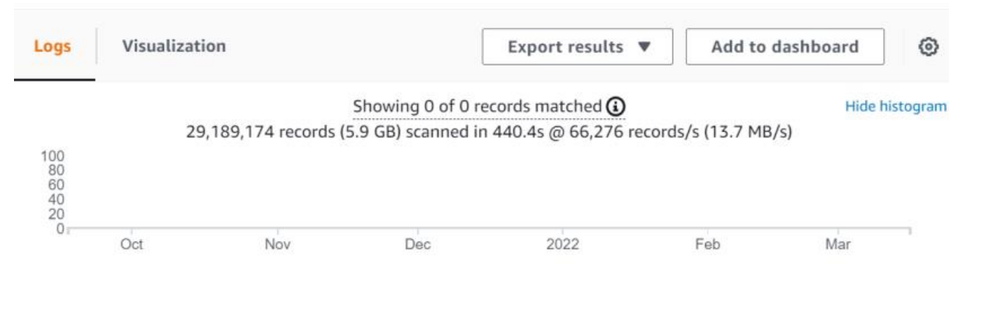 Logs Visualization Export results ▼ Add to dashboard
Showing 0 of 0 records matched Hide histogram
29,189,174 records (5.9 GB) scanned in 440.4s @ 66,276 records/s (13.7 MB/s)
100
80
60
40
20
0
Oct Nov Dec 2022 Feb Mar